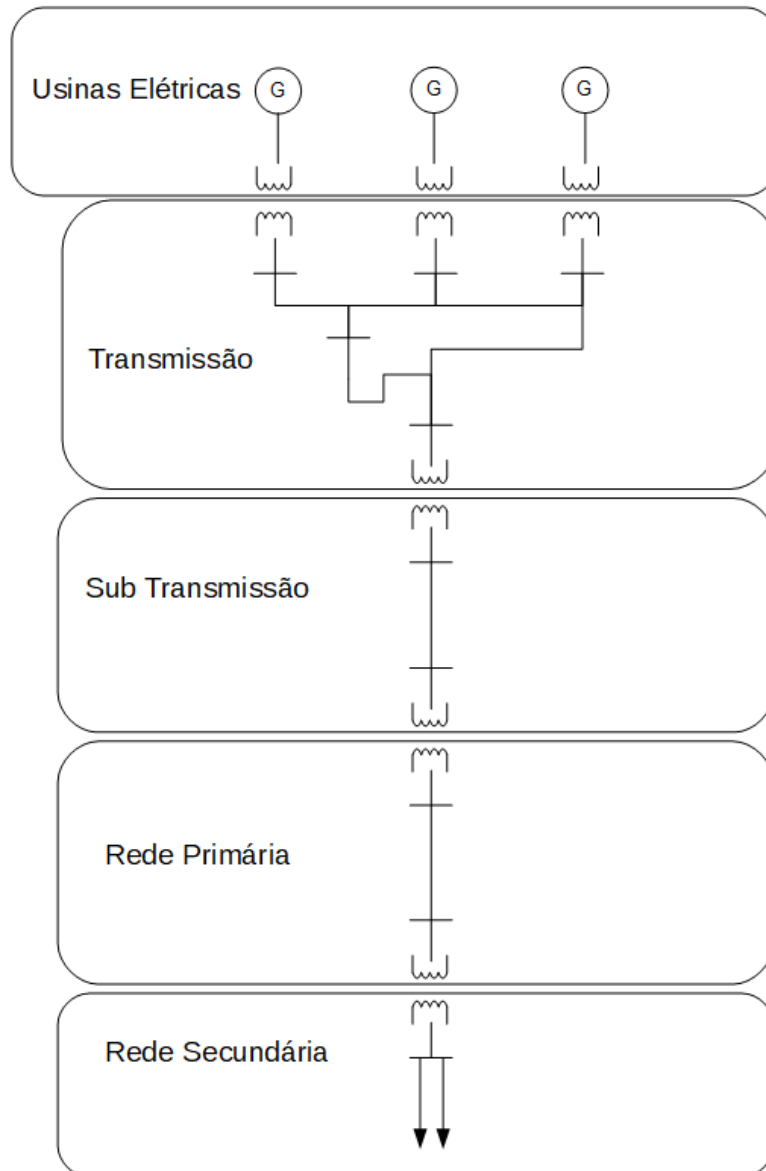 Usinas Elétricas
G
G
G
Transmissão
Sub Transmissão
Rede Primária
Rede Secundária